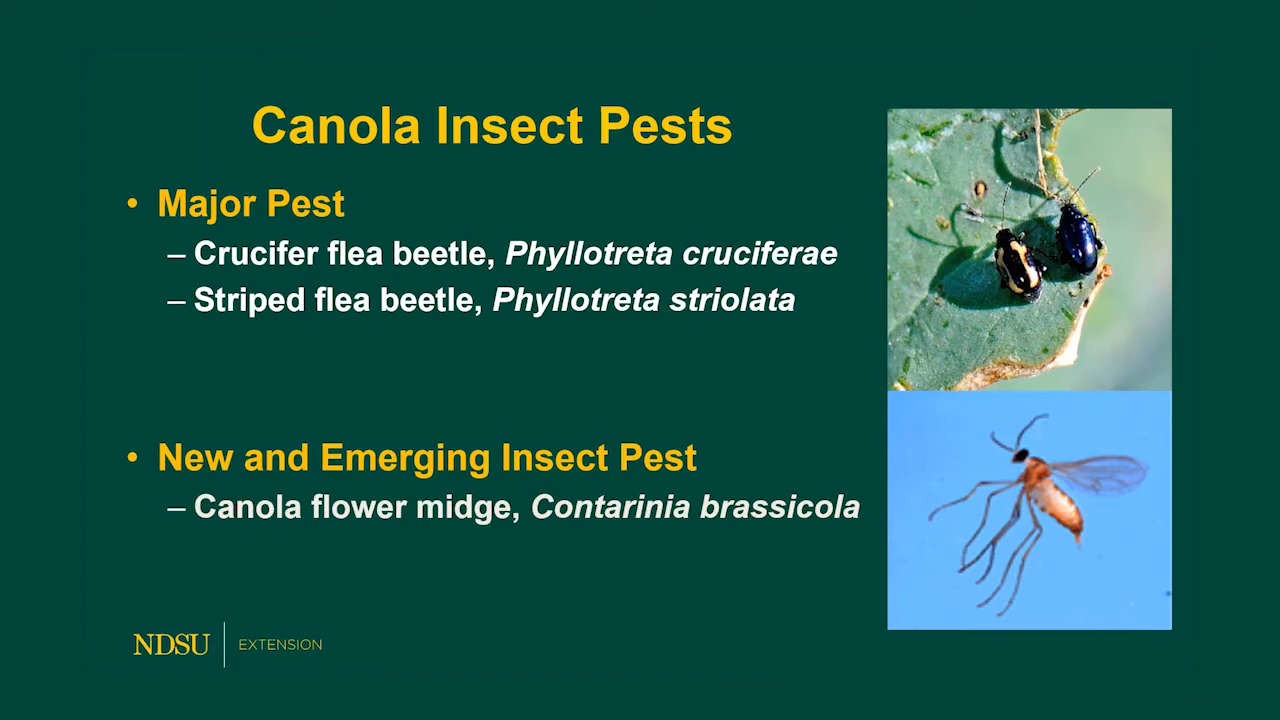 Canola Insect Pests
• Major Pest
– Crucifer flea beetle, Phyllotreta cruciferae
– Striped flea beetle, Phyllotreta striolata
• New and Emerging Insect Pest
– Canola flower midge, Contarinia brassicola
NDSU EXTENSION